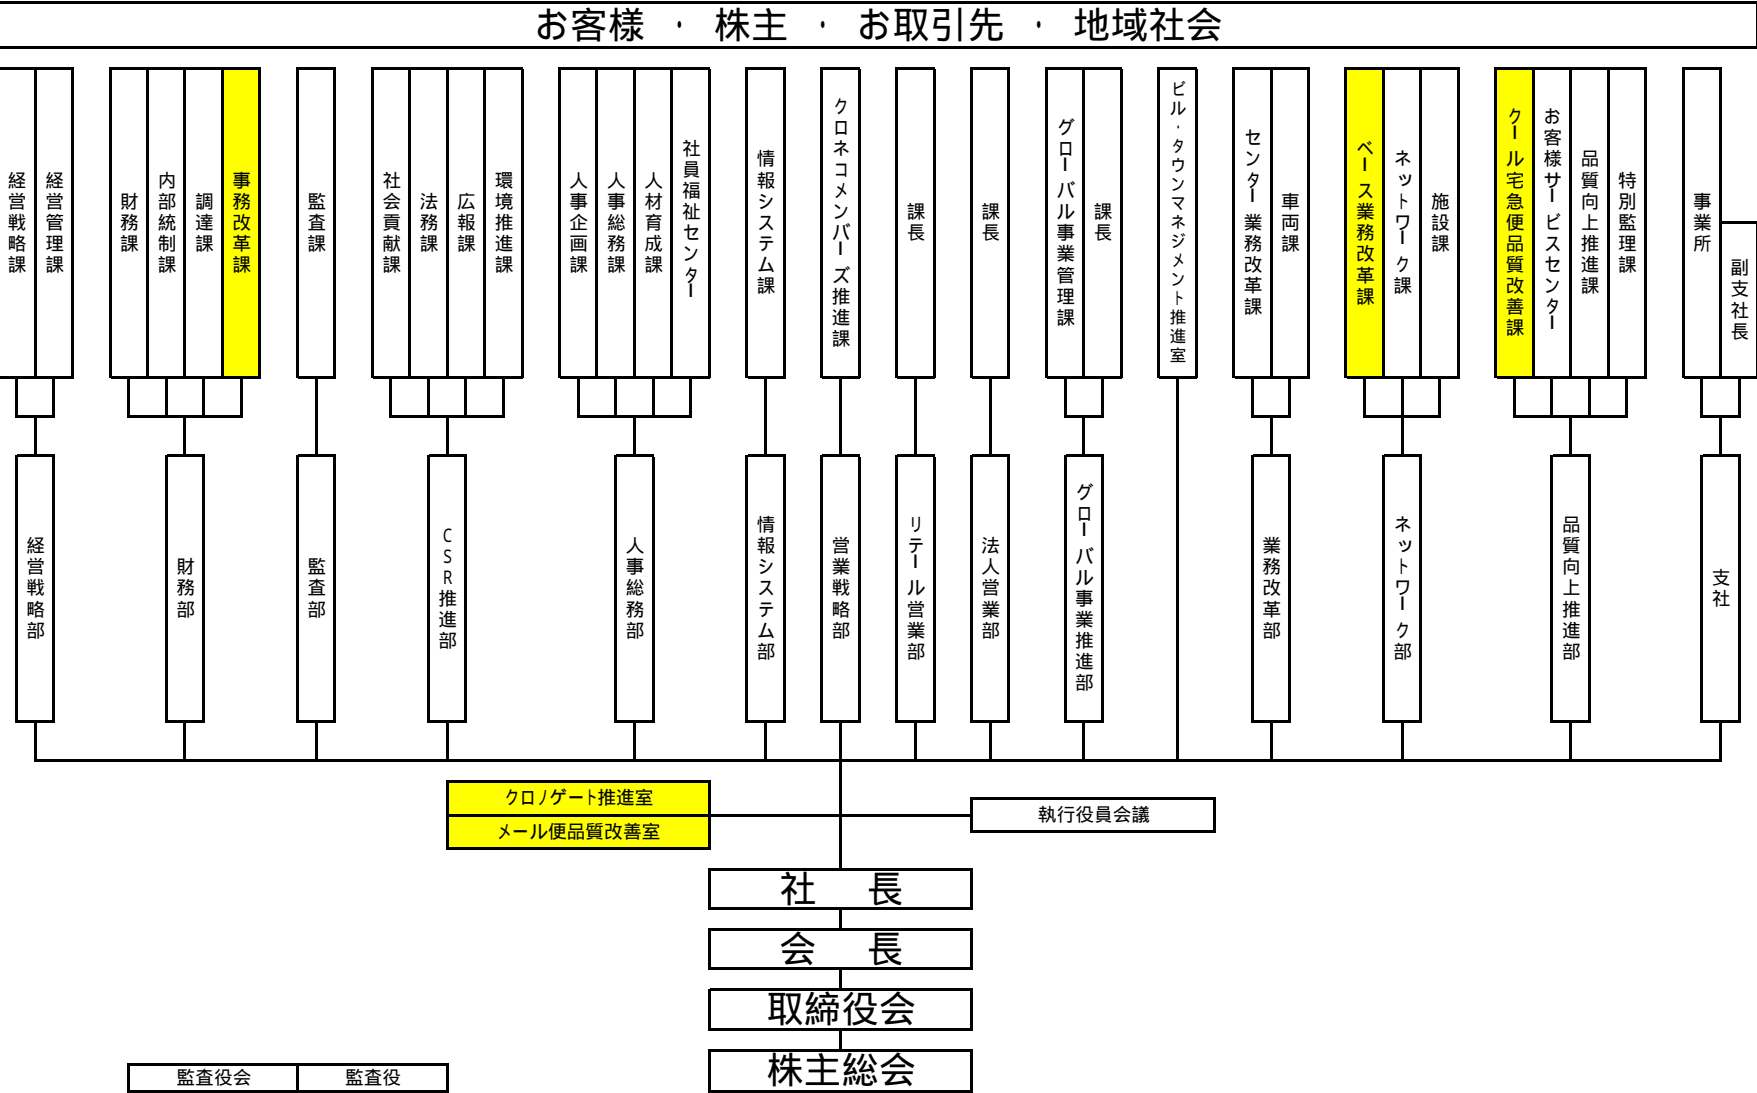 お客様 ・ 株主 ・ お取引先 ・ 地域社会
経営戦略課
経営管理課
財務課
内部統制課
調達課
事務改革課
監査課
社会貢献課
法務課
広報課
環境推進課
人事企画課
人事総務課
人材育成課
社員福祉センター
情報システム課
クロネコメンバーズ推進課
課長
課長
グローバル事業管理課
課長
ビル・タウンマネジメント推進室
センター業務改革課
車両課
ベース業務改革課
ネットワーク課
施設課
クール宅急便品質改善課
お客様サービスセンター
品質向上推進課
特別監理課
事業所
副支社長
経営戦略部
財務部
監査部
CSR推進部
人事総務部
情報システム部
営業戦略部
リテール営業部
法人営業部
グローバル事業推進部
業務改革部
ネットワーク部
品質向上推進部
支社
クロノゲート推進室
メール便品質改善室
執行役員会議
社 長
会 長
取締役会
株主総会
監査役会
監査役